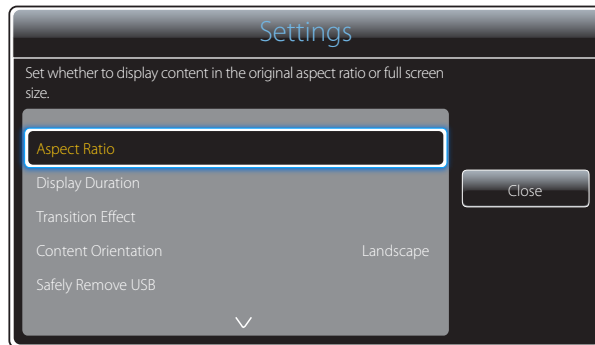 Settings
Set whether to display content in the original aspect ratio or full screen
size.
Aspect Ratio
Display Duration
Close
Transition Effect
Content Orientation Landscape
Safely Remove USB